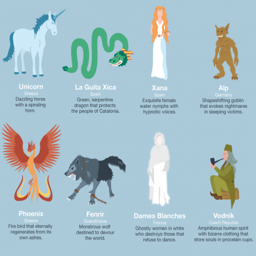 Unicorn
Greece
Dazzling horse
with a spiraling
horn.
La Guita Xica
Spain
Green, serpentine
dragon that protects
the people of Catalonia.
Xana
Spain
Exquisite female
water nymphs with
hypnotic voices.
Alp
Germany
Shapeshifting goblin
that evokes nightmares
in sleeping victims.
Phoenix
Greece
Fire bird that eternally
regenerates from its
own ashes.
Fenrir
Scandinavia
Monstrous wolf
destined to devour
the world.
Dames Blanches
France
Ghostly women in white
who destroys those that
refuse to dance.
Vodnik
Czech Republic
Amphibious human spirit
with bizarre clothing that
store souls in porcelain cups.